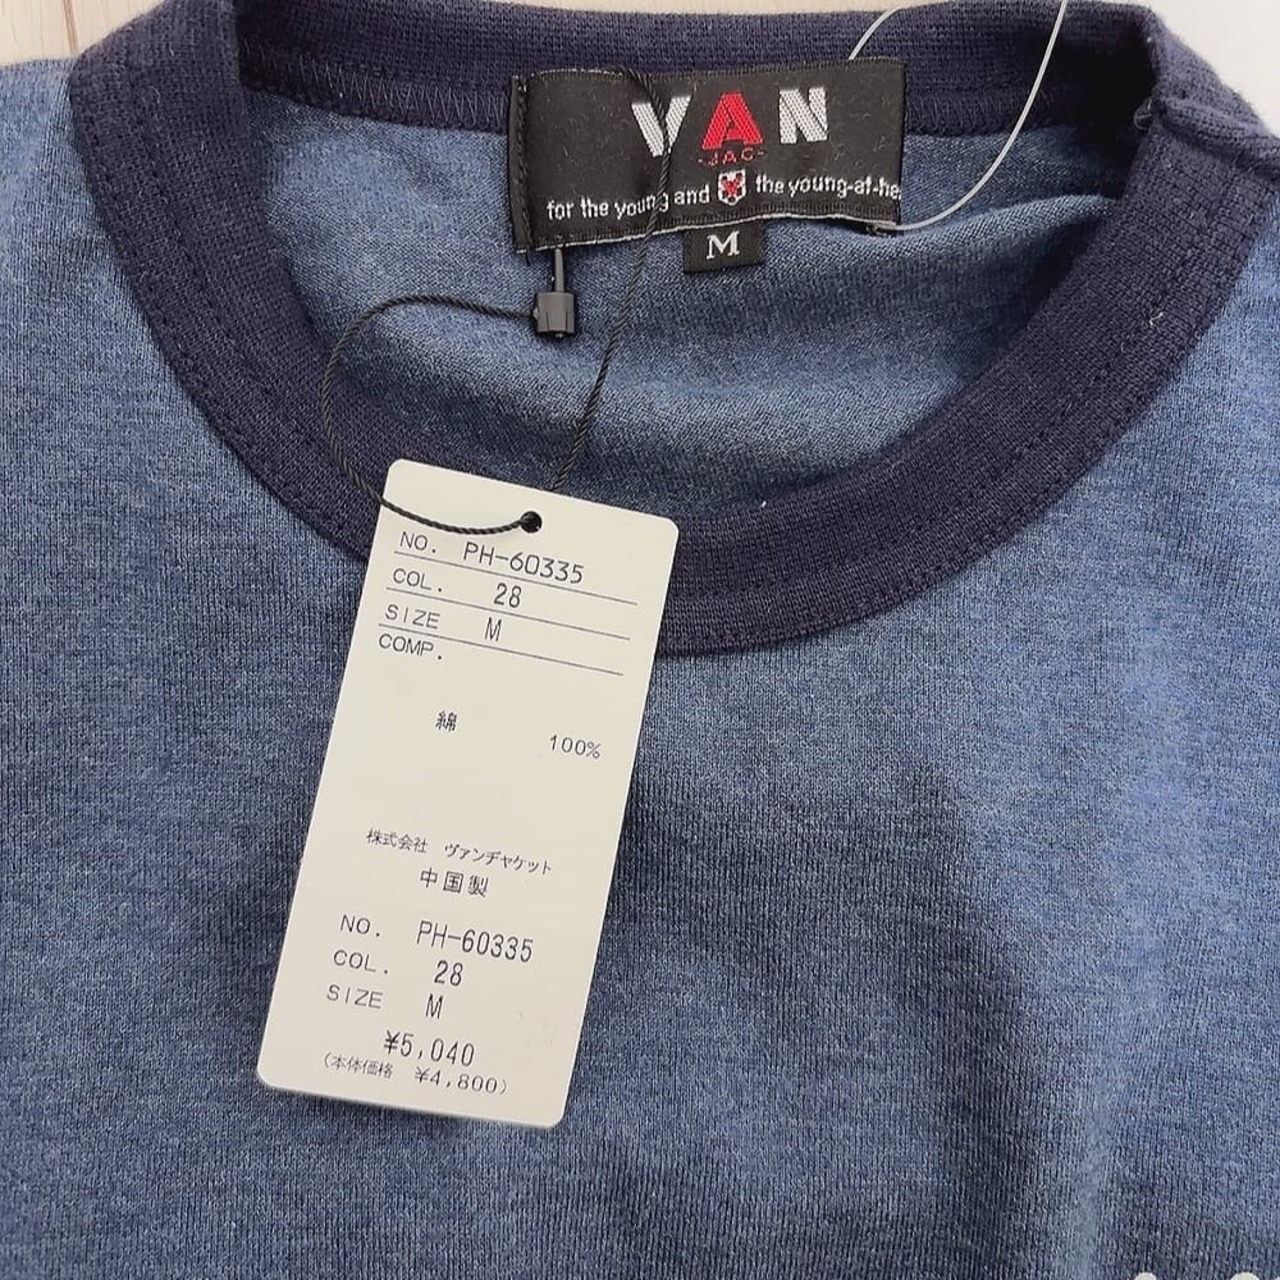 VAN
-JAC-
for the young and the young-at-he
M
NO. PH-60335
COL. 28
SIZE M
COMP.
綿
100%
株式会社 ヴァンヂャケット
中国製
NO. PH-60335
COL. 28
SIZE M
¥5,040
(本体価格 ¥4,800)